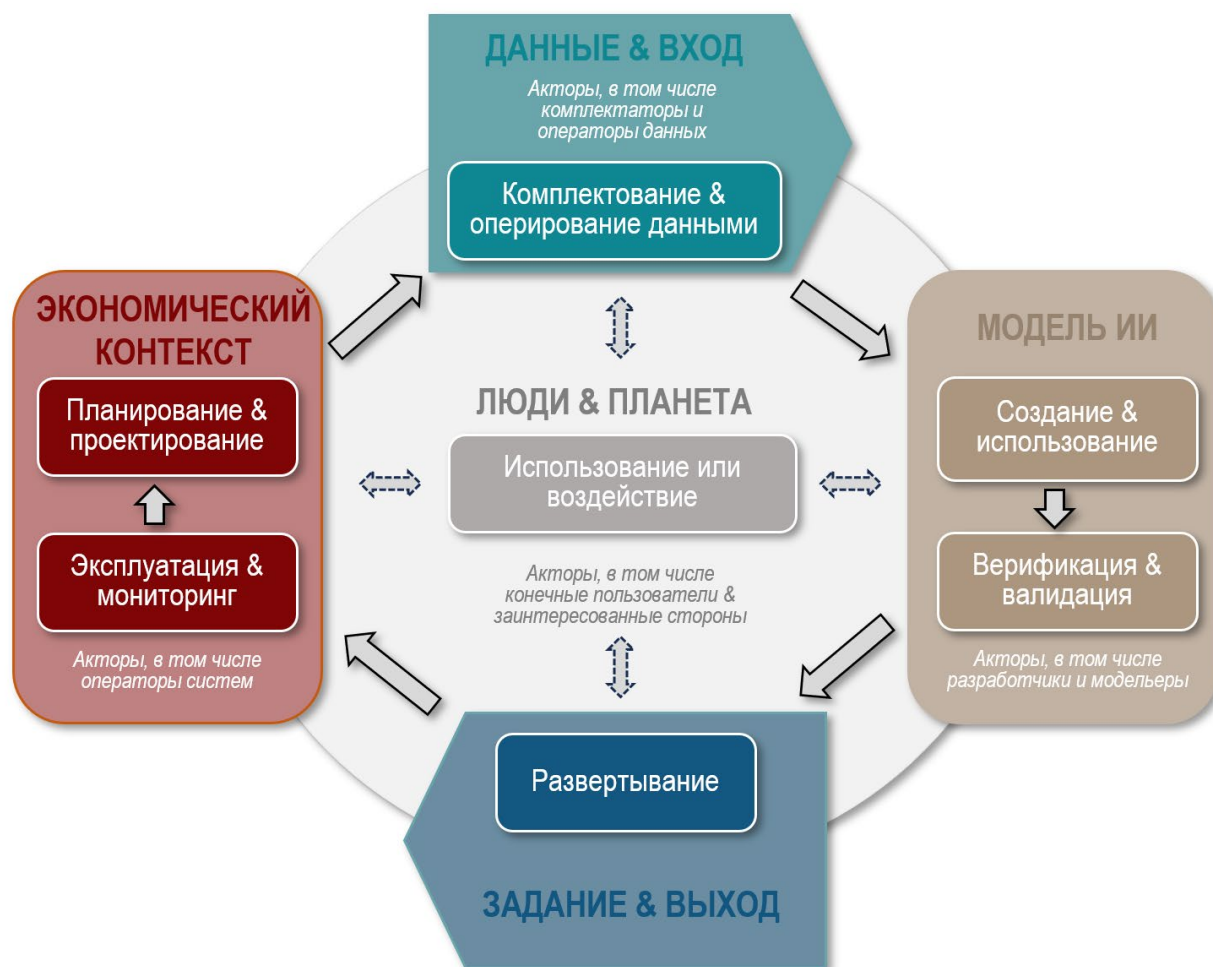 ДАННЫЕ & ВХОД
Акторы, в том числе
комплектаторы и
операторы данных
Комплектование &
оперирование данными
ЭКОНОМИЧЕСКИЙ
КОНТЕКСТ
Планирование &
проектирование
Эксплуатация &
мониторинг
Акторы, в том числе
операторы систем
ЛЮДИ & ПЛАНЕТА
Использование или
воздействие
Акторы, в том числе
конечные пользователи &
заинтересованные стороны
МОДЕЛЬ ИИ
Создание &
использование
Верификация &
валидация
Акторы, в том числе
разработчики и модельеры
Развертывание
ЗАДАНИЕ & ВЫХОД